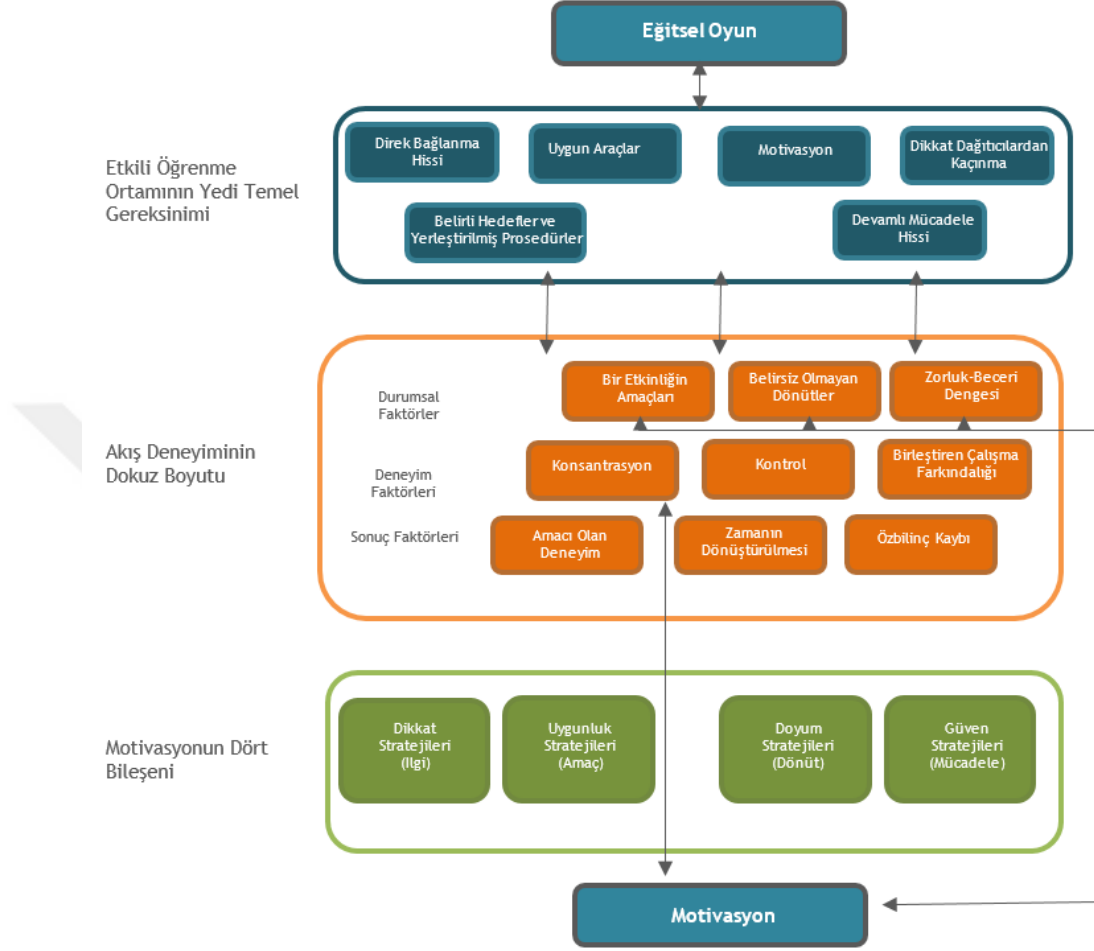 Eğitsel Oyun
Etkili Öğrenme
Ortamının Yedi Temel
Gereksinimi
Direk Bağlanma
Hissi
Uygun Araçlar
Motivasyon
Dikkat Dağıtıcılardan
Kaçınma
Belirli Hedefler ve
Yerleştirilmiş Prosedürler
Devamlı Mücadele
Hissi
Akış Deneyiminin
Dokuz Boyutu
Durumsal
Faktörler
Bir Etkinliğin
Amaçları
Belirsiz Olmayan
Dönütler
Zorluk-Beceri
Dengesi
Deneyim
Faktörleri
Konsantrasyon
Kontrol
Birleştiren Çalışma
Farkındalığı
Sonuç Faktörleri
Amacı Olan
Deneyim
Zamanın
Dönüştürülmesi
Özbilinç Kaybı
Motivasyonun Dört
Bileşeni
Dikkat
Stratejileri
(Ilgi)
Uygunluk
Stratejileri
(Amaç)
Doyum
Stratejileri
(Dönüt)
Güven
Stratejileri
(Mücadele)
Motivasyon